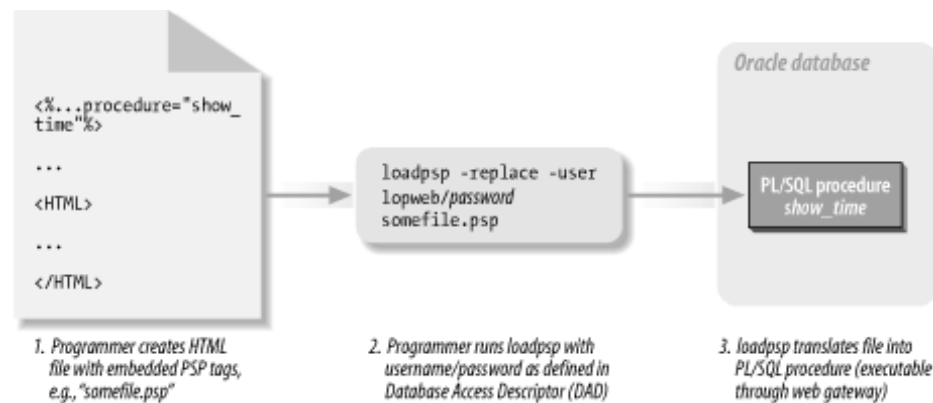 <%...procedure="show_
time"%>
...
<HTML>
...
</HTML>
loadpsp -replace -user
lopweb/password
somefile.psp
Oracle database
PL/SQL procedure
show_time
1. Programmer creates HTML
file with embedded PSP tags,
e.g., "somefile.psp"
2. Programmer runs loadpsp with
username/password as defined in
Database Access Descriptor (DAD)
3. loadpsp translates file into
PL/SQL procedure (executable
through web gateway)